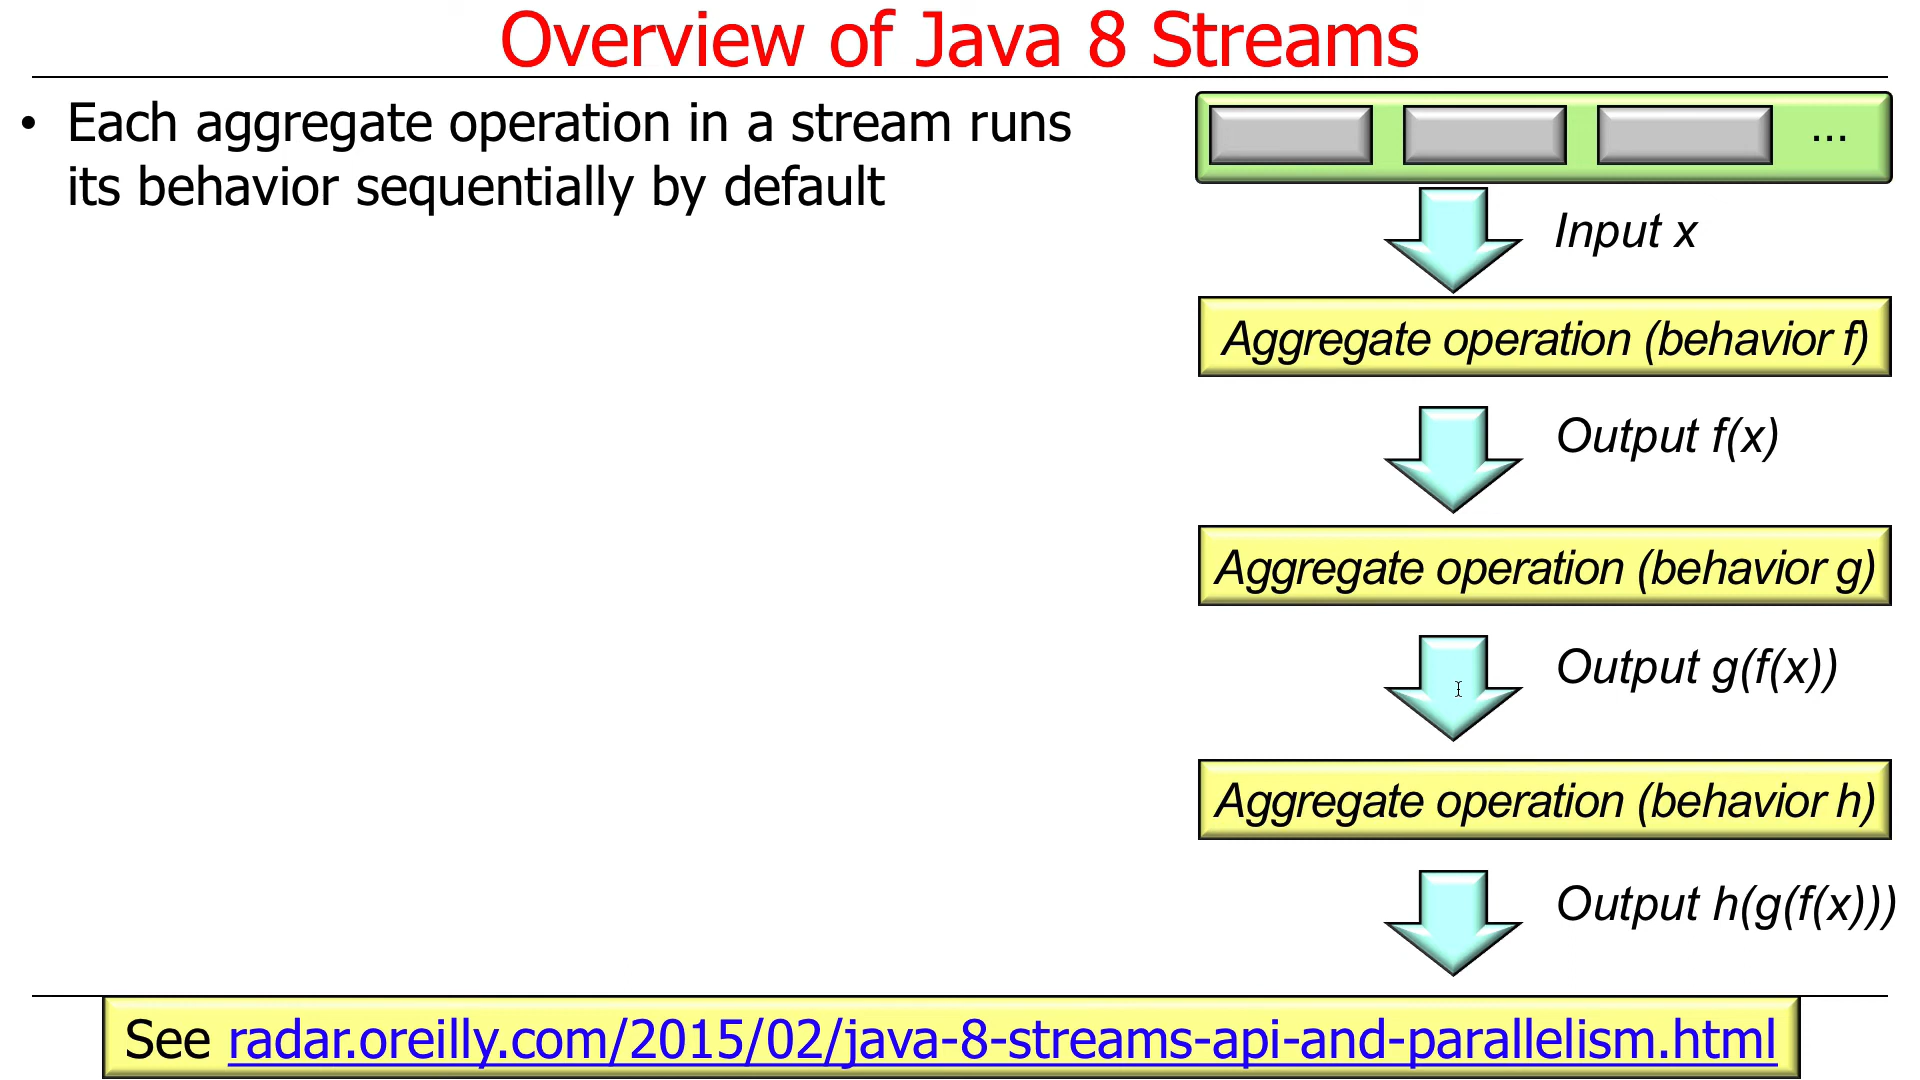 Overview of Java 8 Streams
• Each aggregate operation in a stream runs
its behavior sequentially by default
...
Input x
Aggregate operation (behavior f)
Output f(x)
Aggregate operation (behavior g)
Output g(f(x))
Aggregate operation (behavior h)
Output h(g(f(x)))
See radar.oreilly.com/2015/02/java-8-streams-api-and-parallelism.html